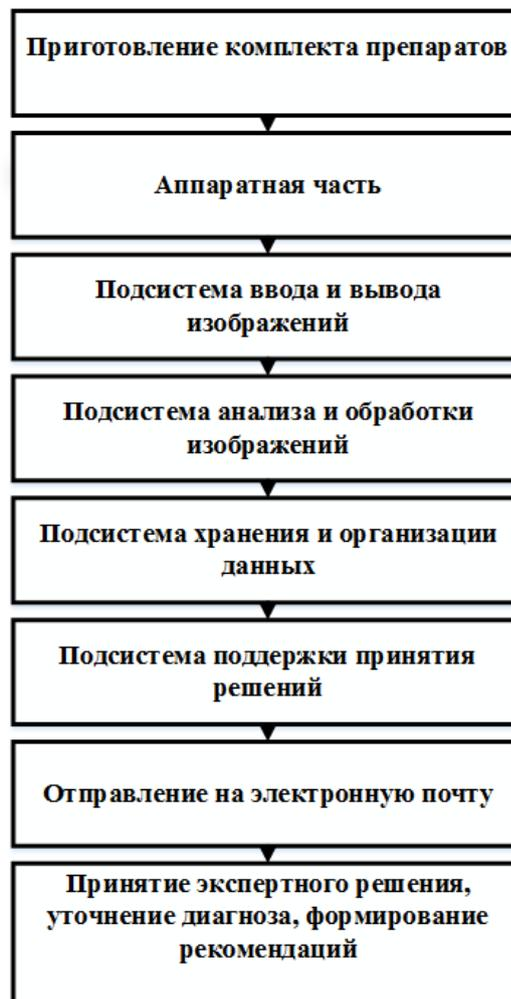 Приготовление комплекта препаратов
Аппаратная часть
Подсистема ввода и вывода
изображений
Подсистема анализа и обработки
изображений
Подсистема хранения и организации
данных
Подсистема поддержки принятия
решений
Отправление на электронную почту
Принятие экспертного решения,
уточнение диагноза, формирование
рекомендаций